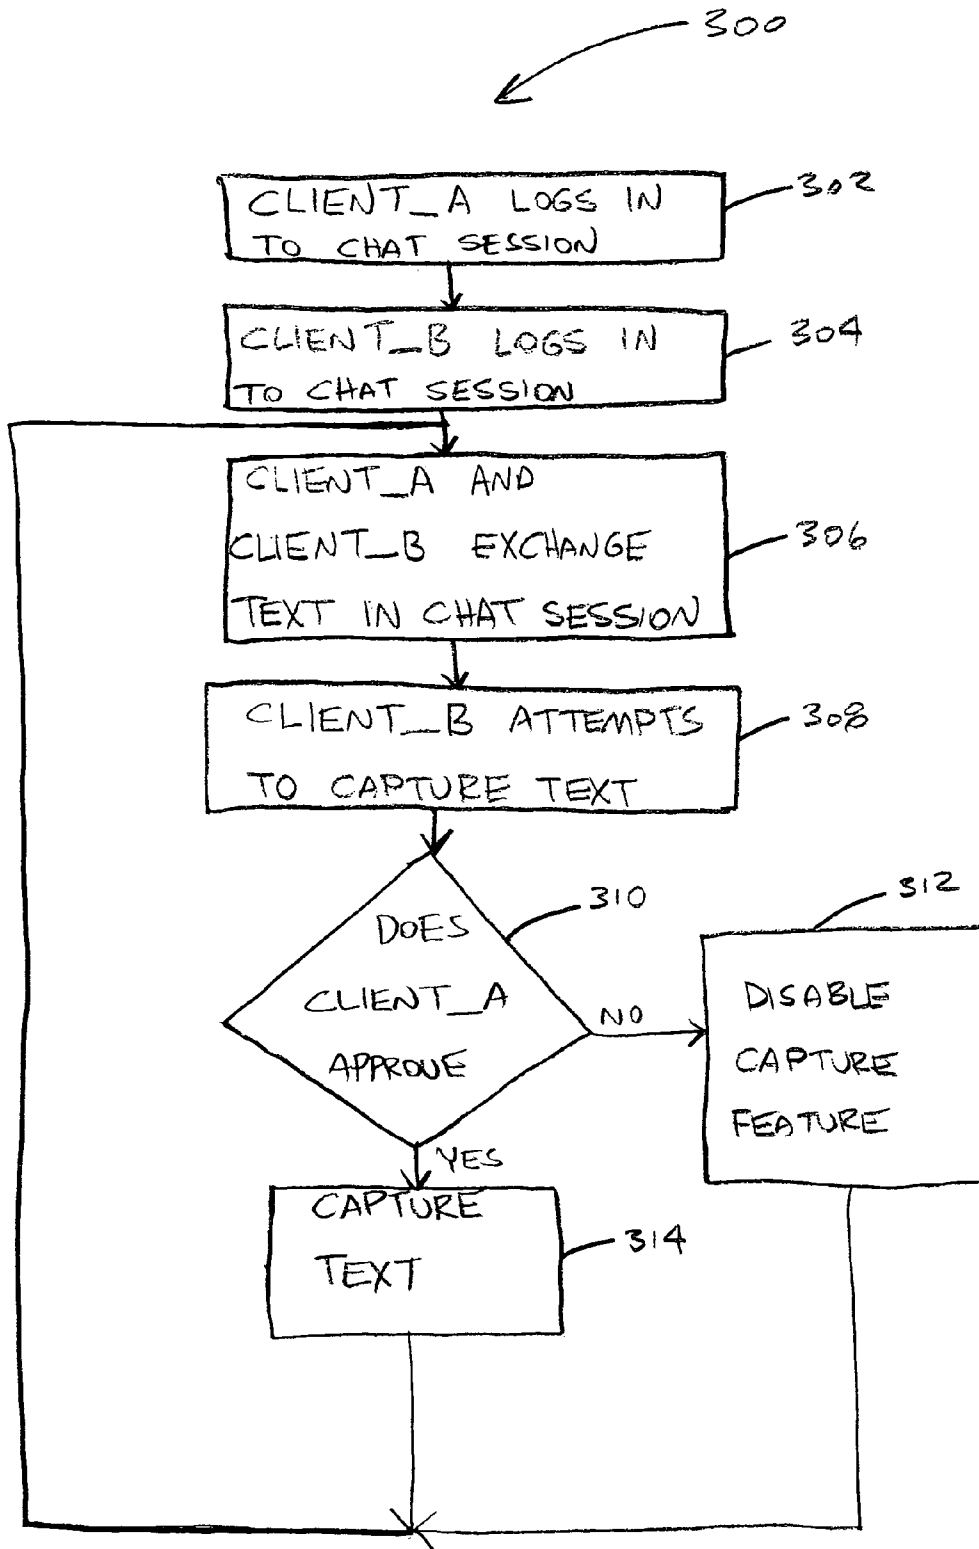 300
CLIENT_A LOGS IN
TO CHAT SESSION
302
CLIENT_B LOGS IN
TO CHAT SESSION
304
CLIENT_A AND
CLIENT_B EXCHANGE
TEXT IN CHAT SESSION
306
CLIENT_B ATTEMPTS
TO CAPTURE TEXT
308
DOES
CLIENT_A
APPROVE
310
NO
312
DISABLE
CAPTURE
FEATURE
YES
CAPTURE
TEXT
314